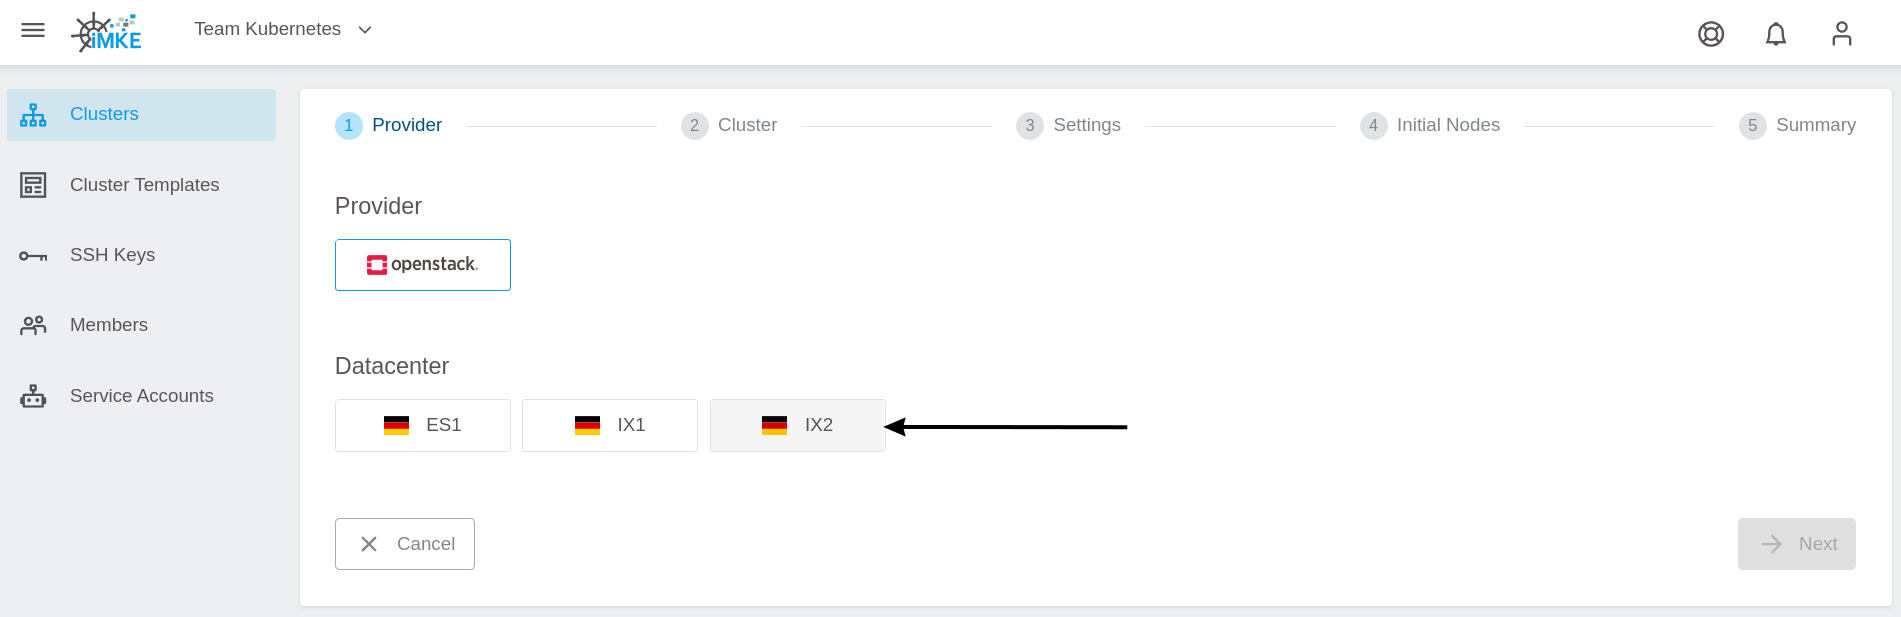 iMKE
Team Kubernetes
Clusters
Cluster Templates
SSH Keys
Members
Service Accounts
1 Provider
2 Cluster
3 Settings
4 Initial Nodes
5 Summary
Provider
openstack.
Datacenter
ES1
IX1
IX2
Cancel
Next